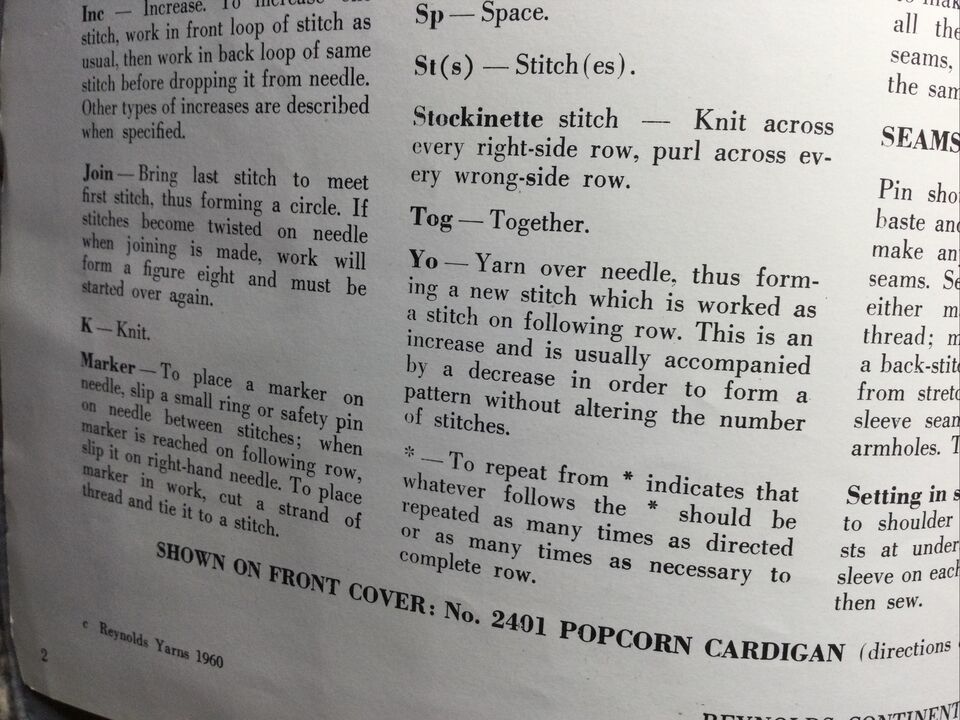 Inc — Increase. To increase one
stitch, work in front loop of stitch as
usual, then work in back loop of same
stitch before dropping it from needle.
Other types of increases are described
when specified.
Join — Bring last stitch to meet
first stitch, thus forming a circle. If
stitches become twisted on needle
when joining is made, work will
form a figure eight and must be
started over again.
K — Knit.
Marker — To place a marker on
needle, slip a small ring or safety pin
on needle between stitches; when
marker is reached on following row,
slip it on right-hand needle. To place
marker in work, cut a strand of
thread and tie it to a stitch.
Sp — Space.
St(s) — Stitch(es).
Stockinette stitch — Knit across
every right-side row, purl across ev-
ery wrong-side row.
Tog — Together.
Yo — Yarn over needle, thus form-
ing a new stitch which is worked as
a stitch on following row. This is an
increase and is usually accompanied
by a decrease in order to form a
pattern without altering the number
of stitches.
* — To repeat from * indicates that
whatever follows the * should be
repeated as many times as directed
or as many times as necessary to
complete row.
all the
seams,
the sam
SEAMS
Pin sho
baste and
make an
seams. Se
either m
thread; m
a back-stit
from stret
sleeve sea
armholes. T
Setting in s
to shoulder
sts at under
sleeve on each
then sew.
SHOWN ON FRONT COVER: No. 2401 POPCORN CARDIGAN (directions
c Reynolds Yarns 1960
2
REYNOLDS CONTINENT